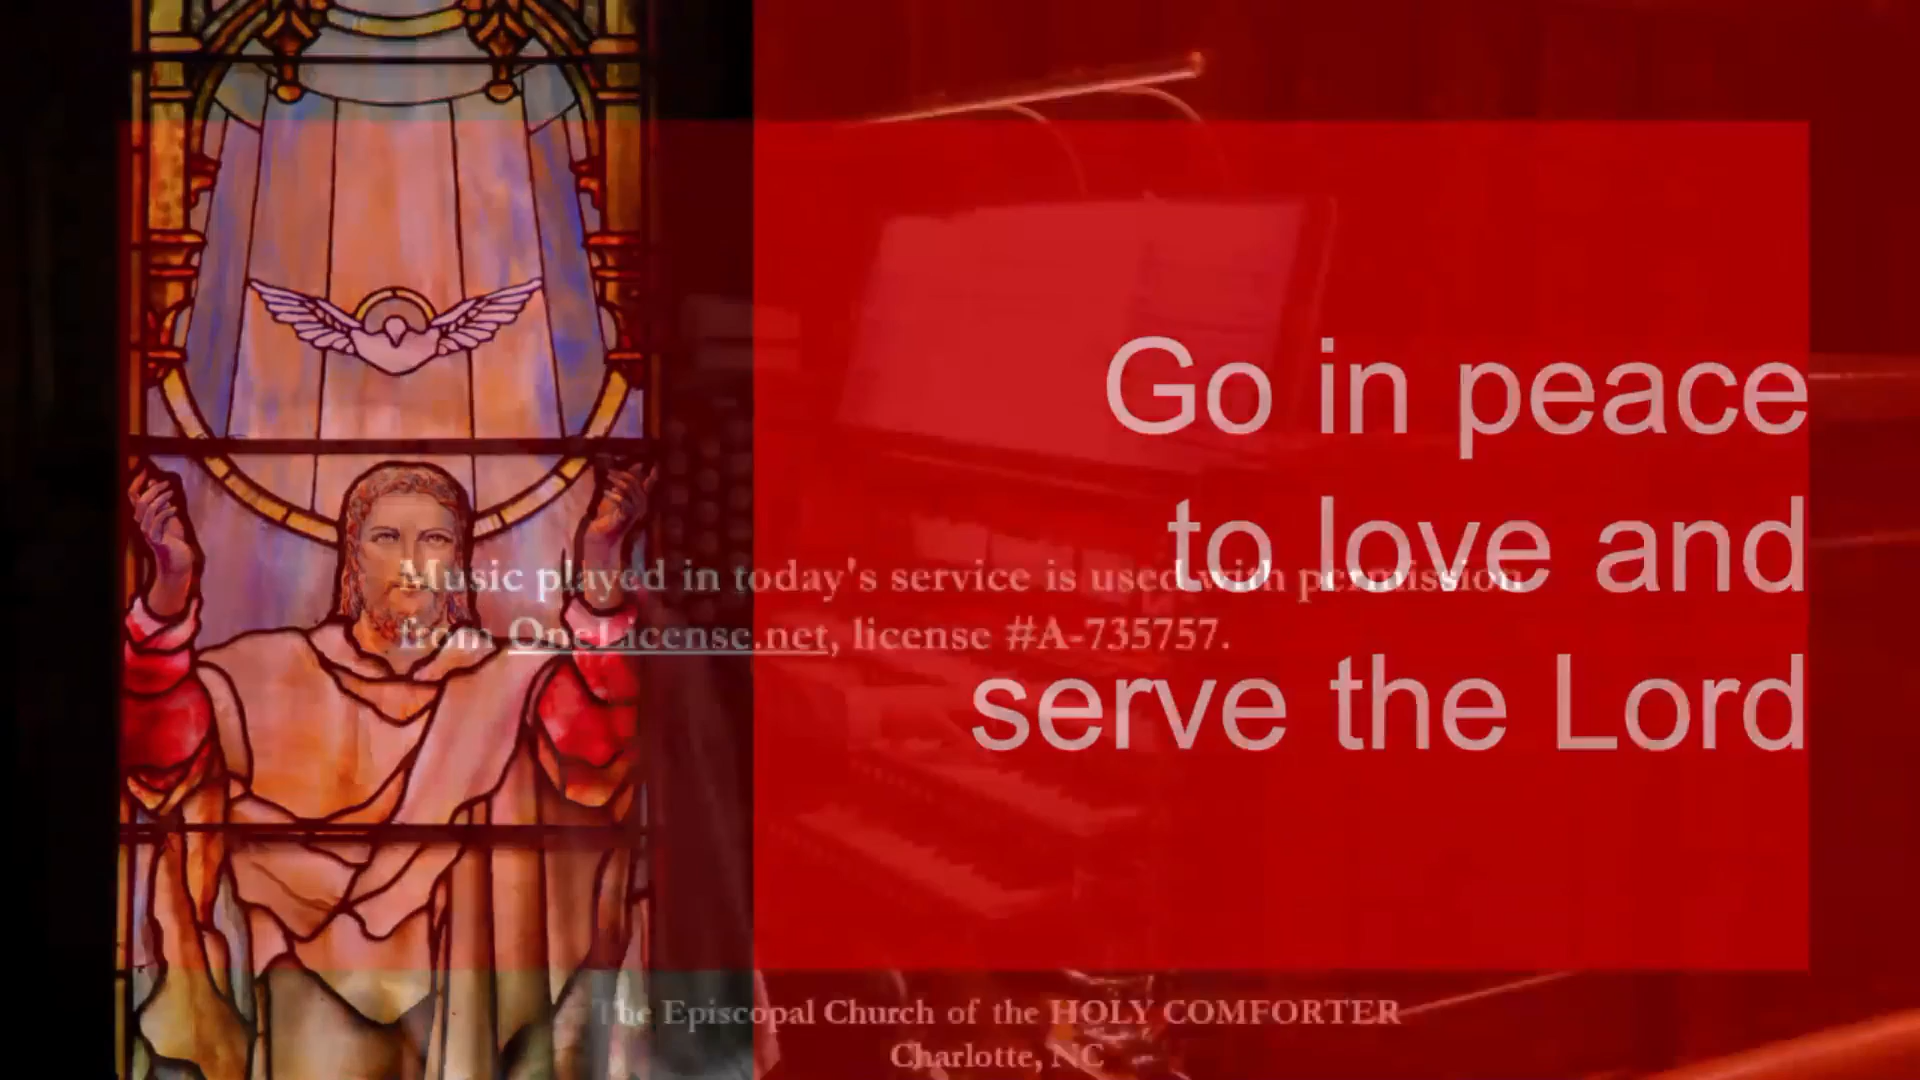 Go in peace
to love and
serve the Lord
Music played in today's service is used with permission
from OneLicense.net, license #A-735757.
The Episcopal Church of the HOLY COMFORTER
Charlotte, NC